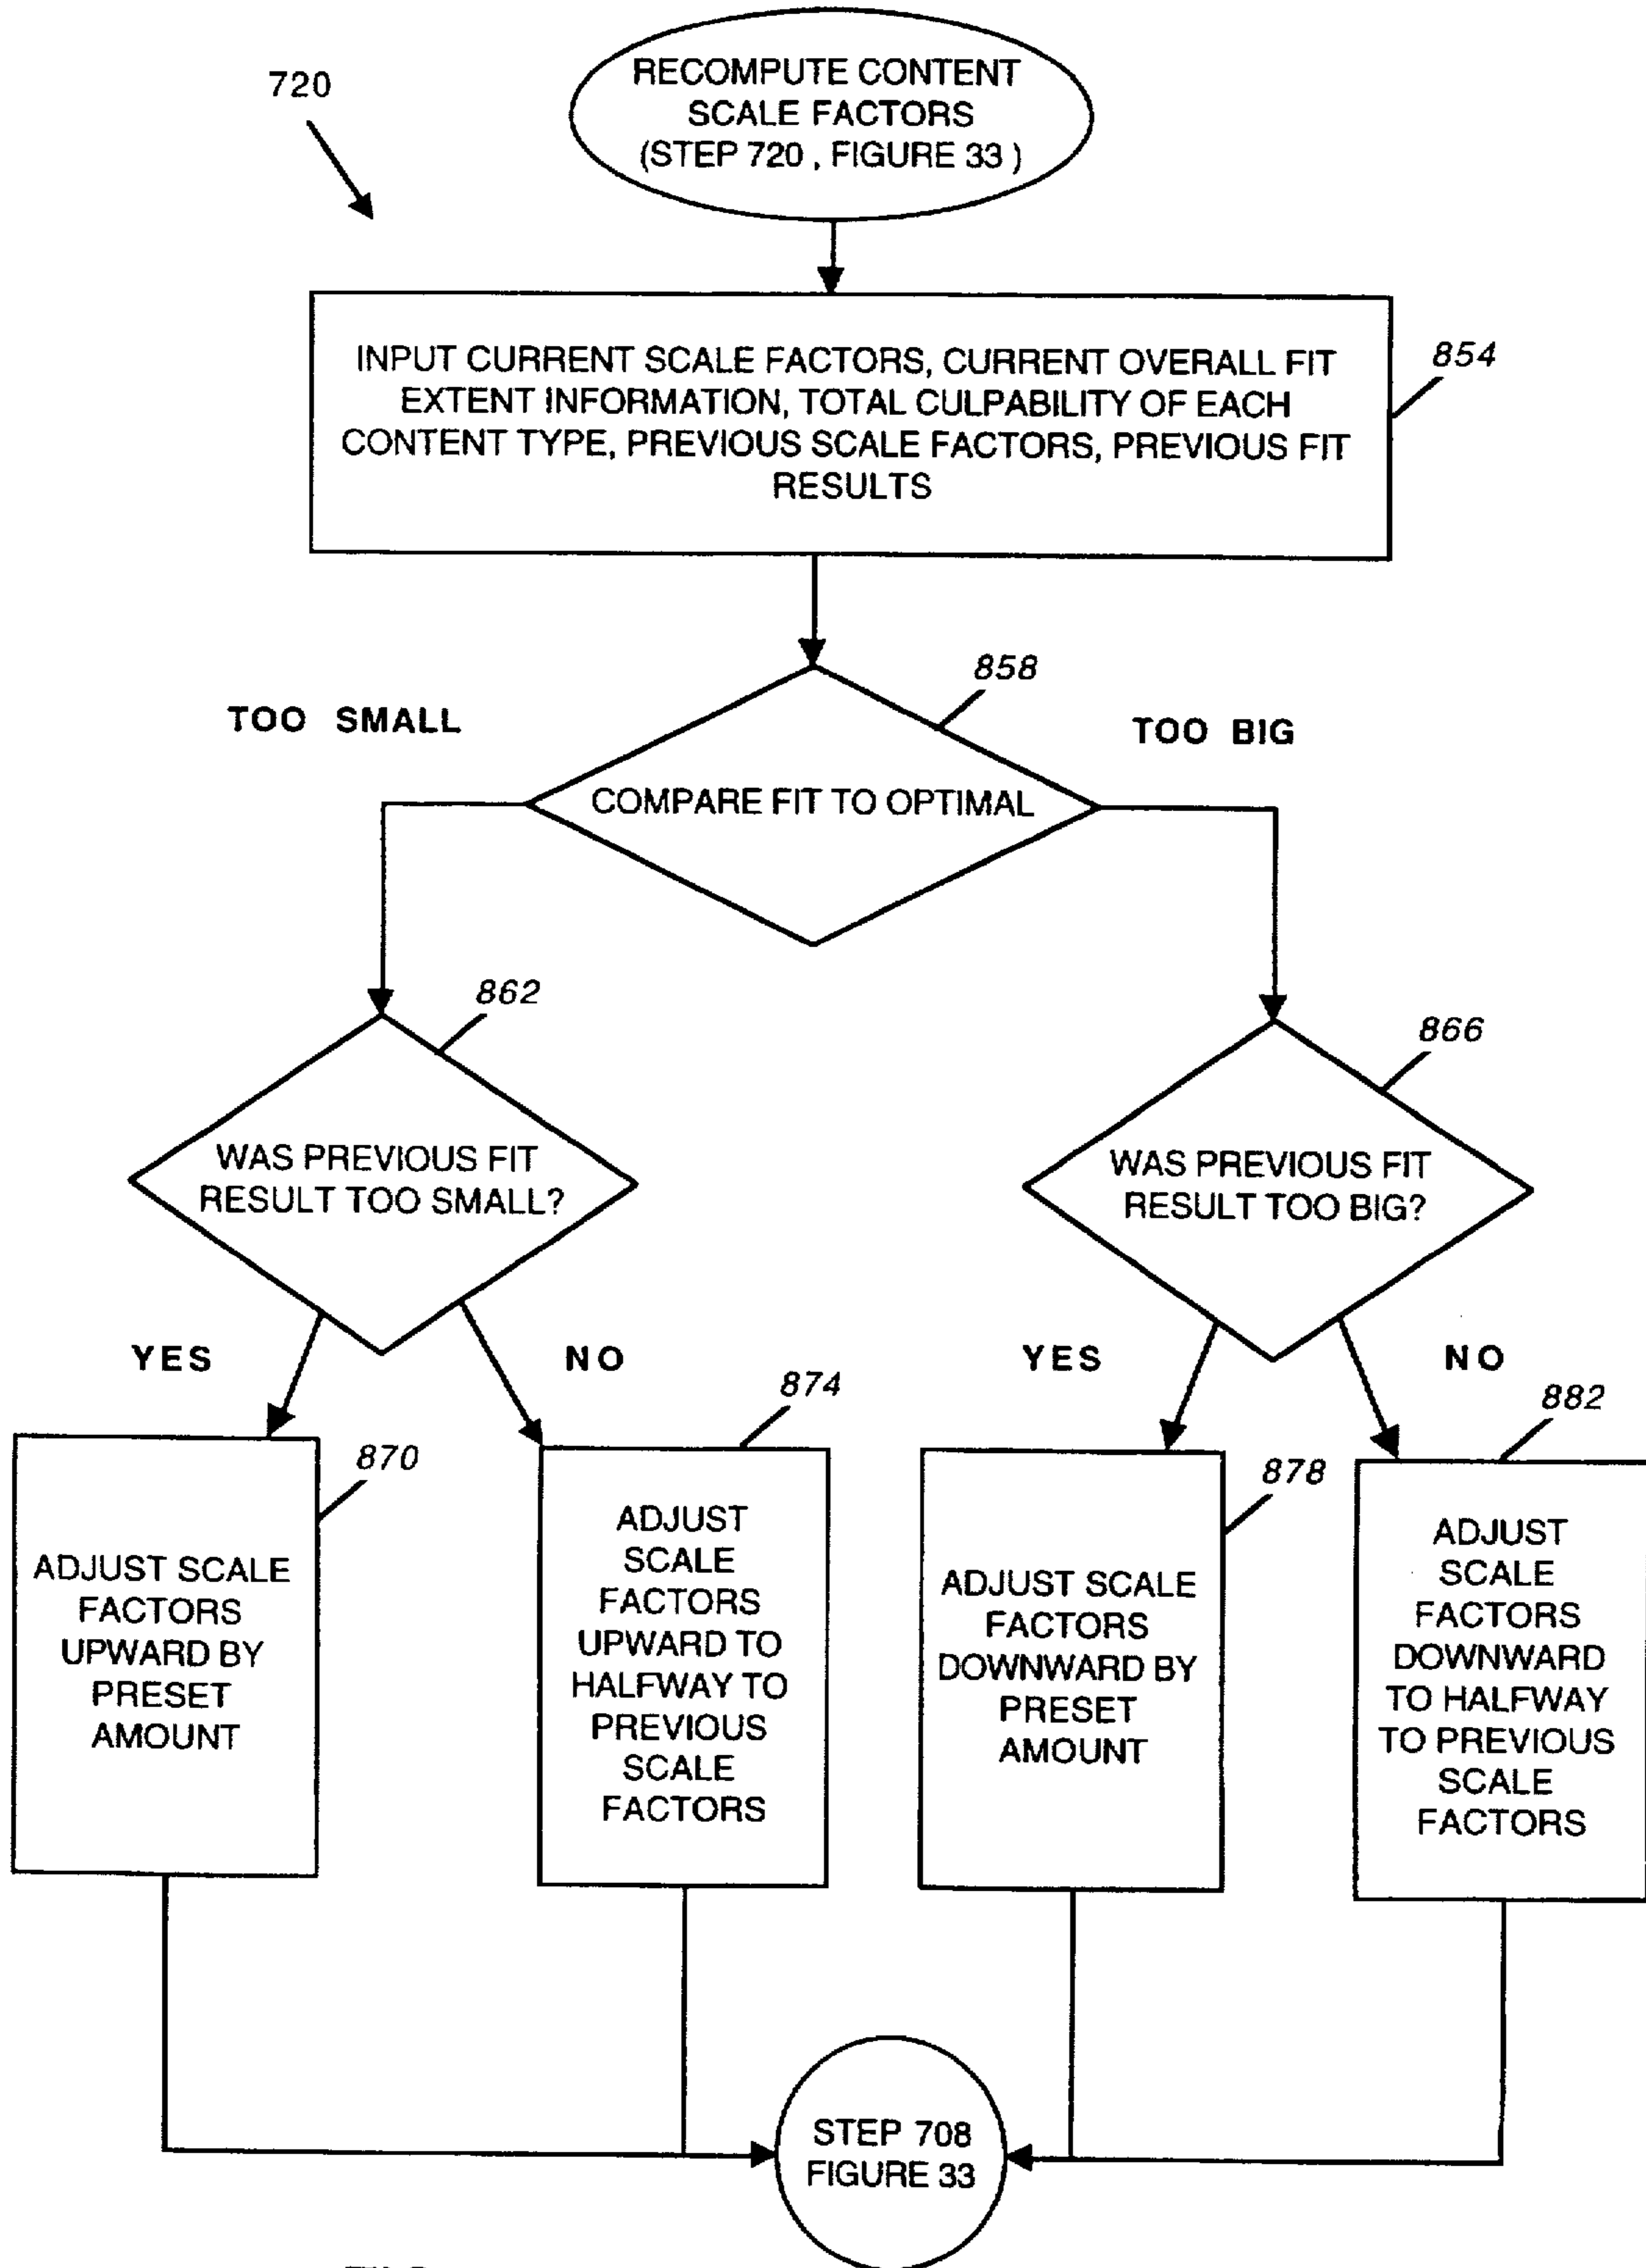 720
RECOMPUTE CONTENT
SCALE FACTORS
(STEP 720 , FIGURE 33 )
INPUT CURRENT SCALE FACTORS, CURRENT OVERALL FIT
EXTENT INFORMATION, TOTAL CULPABILITY OF EACH
CONTENT TYPE, PREVIOUS SCALE FACTORS, PREVIOUS FIT
RESULTS
854
858
TOO SMALL
TOO BIG
COMPARE FIT TO OPTIMAL
862
WAS PREVIOUS FIT
RESULT TOO SMALL?
866
WAS PREVIOUS FIT
RESULT TOO BIG?
YES
NO
YES
NO
870
ADJUST SCALE
FACTORS
UPWARD BY
PRESET
AMOUNT
874
ADJUST
SCALE
FACTORS
UPWARD TO
HALFWAY TO
PREVIOUS
SCALE
FACTORS
878
ADJUST SCALE
FACTORS
DOWNWARD BY
PRESET
AMOUNT
882
ADJUST
SCALE
FACTORS
DOWNWARD
TO HALFWAY
TO PREVIOUS
SCALE
FACTORS
STEP 708
FIGURE 33